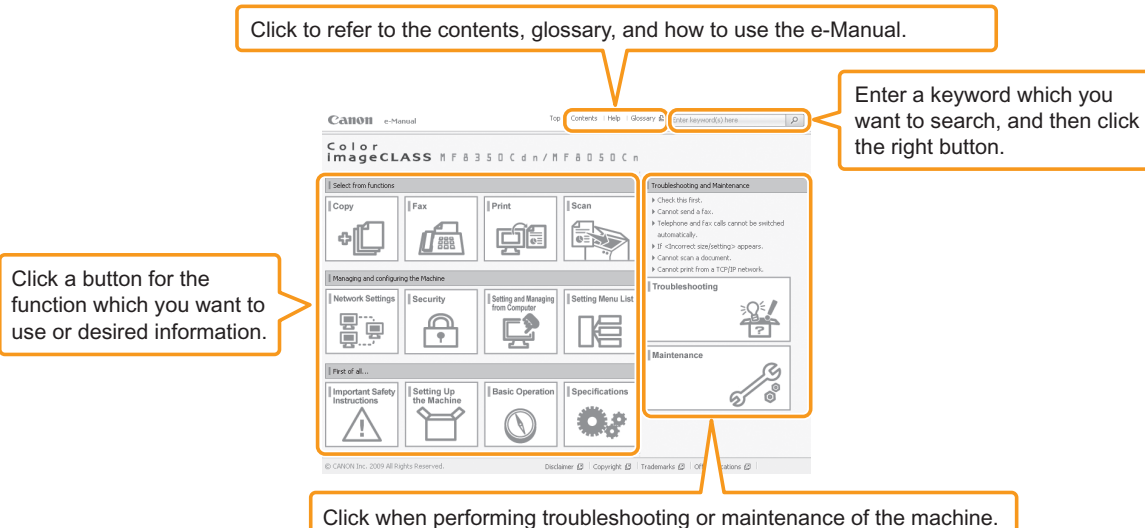 Click to refer to the contents, glossary, and how to use the e-Manual.
Enter a keyword which you
want to search, and then click
the right button.
Canon e-Manual
Top Contents Help Glossary Enter keyword(s) here
Color
imageCLASS MF8350Cdn/MF8050Cn
Select from functions
Copy Fax Print Scan
Troubleshooting and Maintenance
Check this first.
Cannot send a fax.
Telephone and fax calls cannot be switched
automatically.
If <Incorrect size/setting> appears.
Cannot scan a document.
Cannot print from a TCP/IP network.
Click a button for the
function which you want to
use or desired information.
Managing and configuring the Machine
Network Settings Security Setting and Managing
from Computer Setting Menu List
Troubleshooting
Maintenance
First of all...
Important Safety
Instructions Setting Up
the Machine Basic Operation Specifications
© CANON Inc. 2009 All Rights Reserved.
Disclaimer Copyright Trademarks
Click when performing troubleshooting or maintenance of the machine.